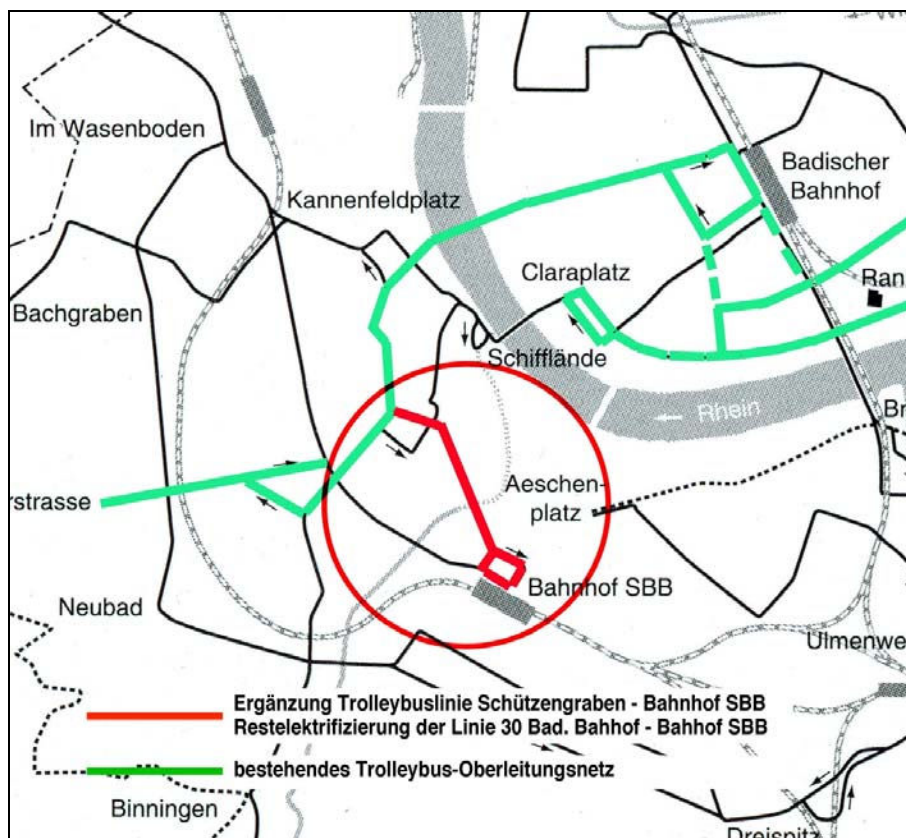 Im Wasenboden
Kannenfeldplatz
Badischer
Bahnhof
Claraplatz
Ran
Bachgraben
Schifflände
Rhein
Br
Aeschen-
platz
rstrasse
Bahnhof SBB
Neubad
Ulmenwe
Ergänzung Trolleybuslinie Schützengraben - Bahnhof SBB
Restelektrifizierung der Linie 30 Bad. Bahhof - Bahnhof SBB
bestehendes Trolleybus-Oberleitungsnetz
Binningen
Dreispitz